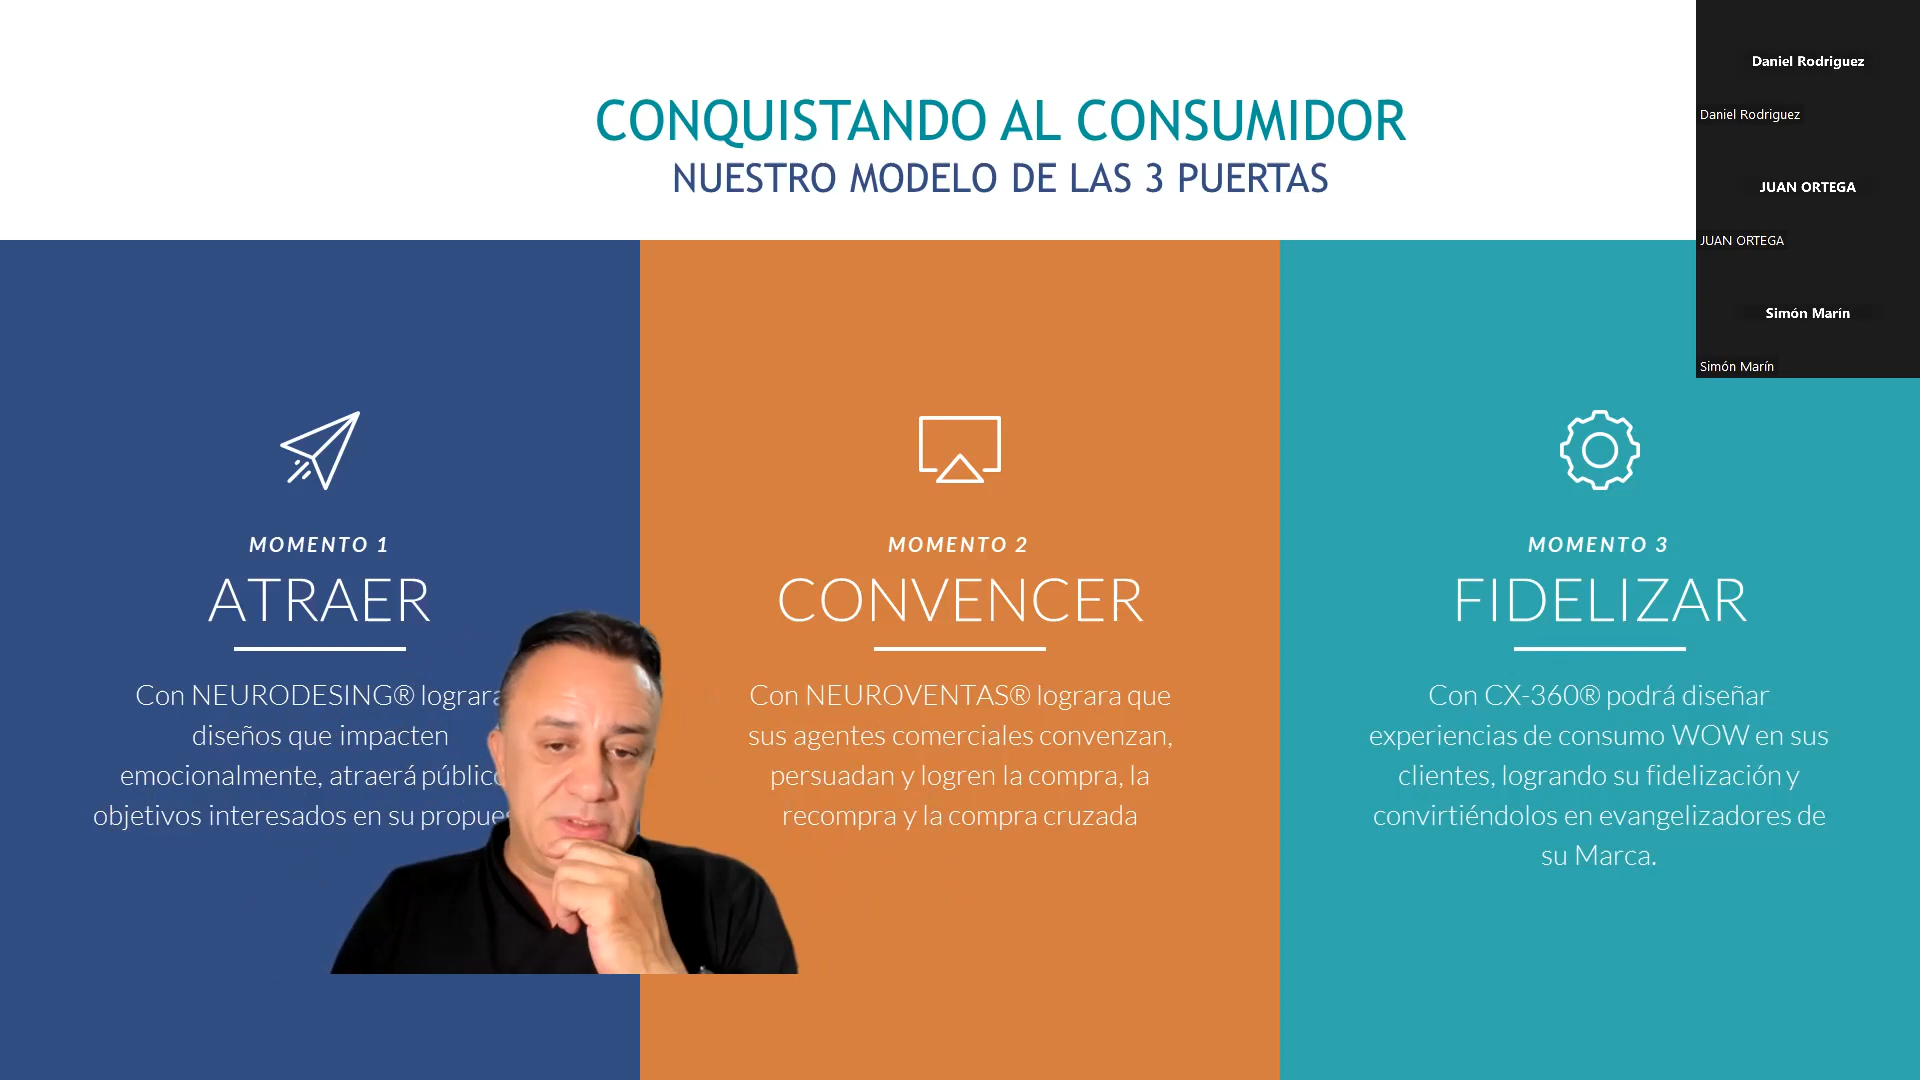 CONQUISTANDO AL CONSUMIDOR
NUESTRO MODELO DE LAS 3 PUERTAS
Daniel Rodriguez
Daniel Rodriguez
JUAN ORTEGA
JUAN ORTEGA
Simón Marín
Simón Marín
MOMENTO 1
ATRAER
Con NEURODESING® lograra
diseños que impacten
emocionalmente, atraerá público
objetivos interesados en su
MOMENTO 2
CONVENCER
Con NEUROVENTAS® lograra que
sus agentes comerciales convenzan,
persuadan y logren la compra, la
recompra y la compra cruzada
MOMENTO 3
FIDELIZAR
Con CX-360® podrá diseñar
experiencias de consumo WOW en sus
clientes, logrando su fidelización y
convirtiéndolos en evangelizadores de
su Marca.